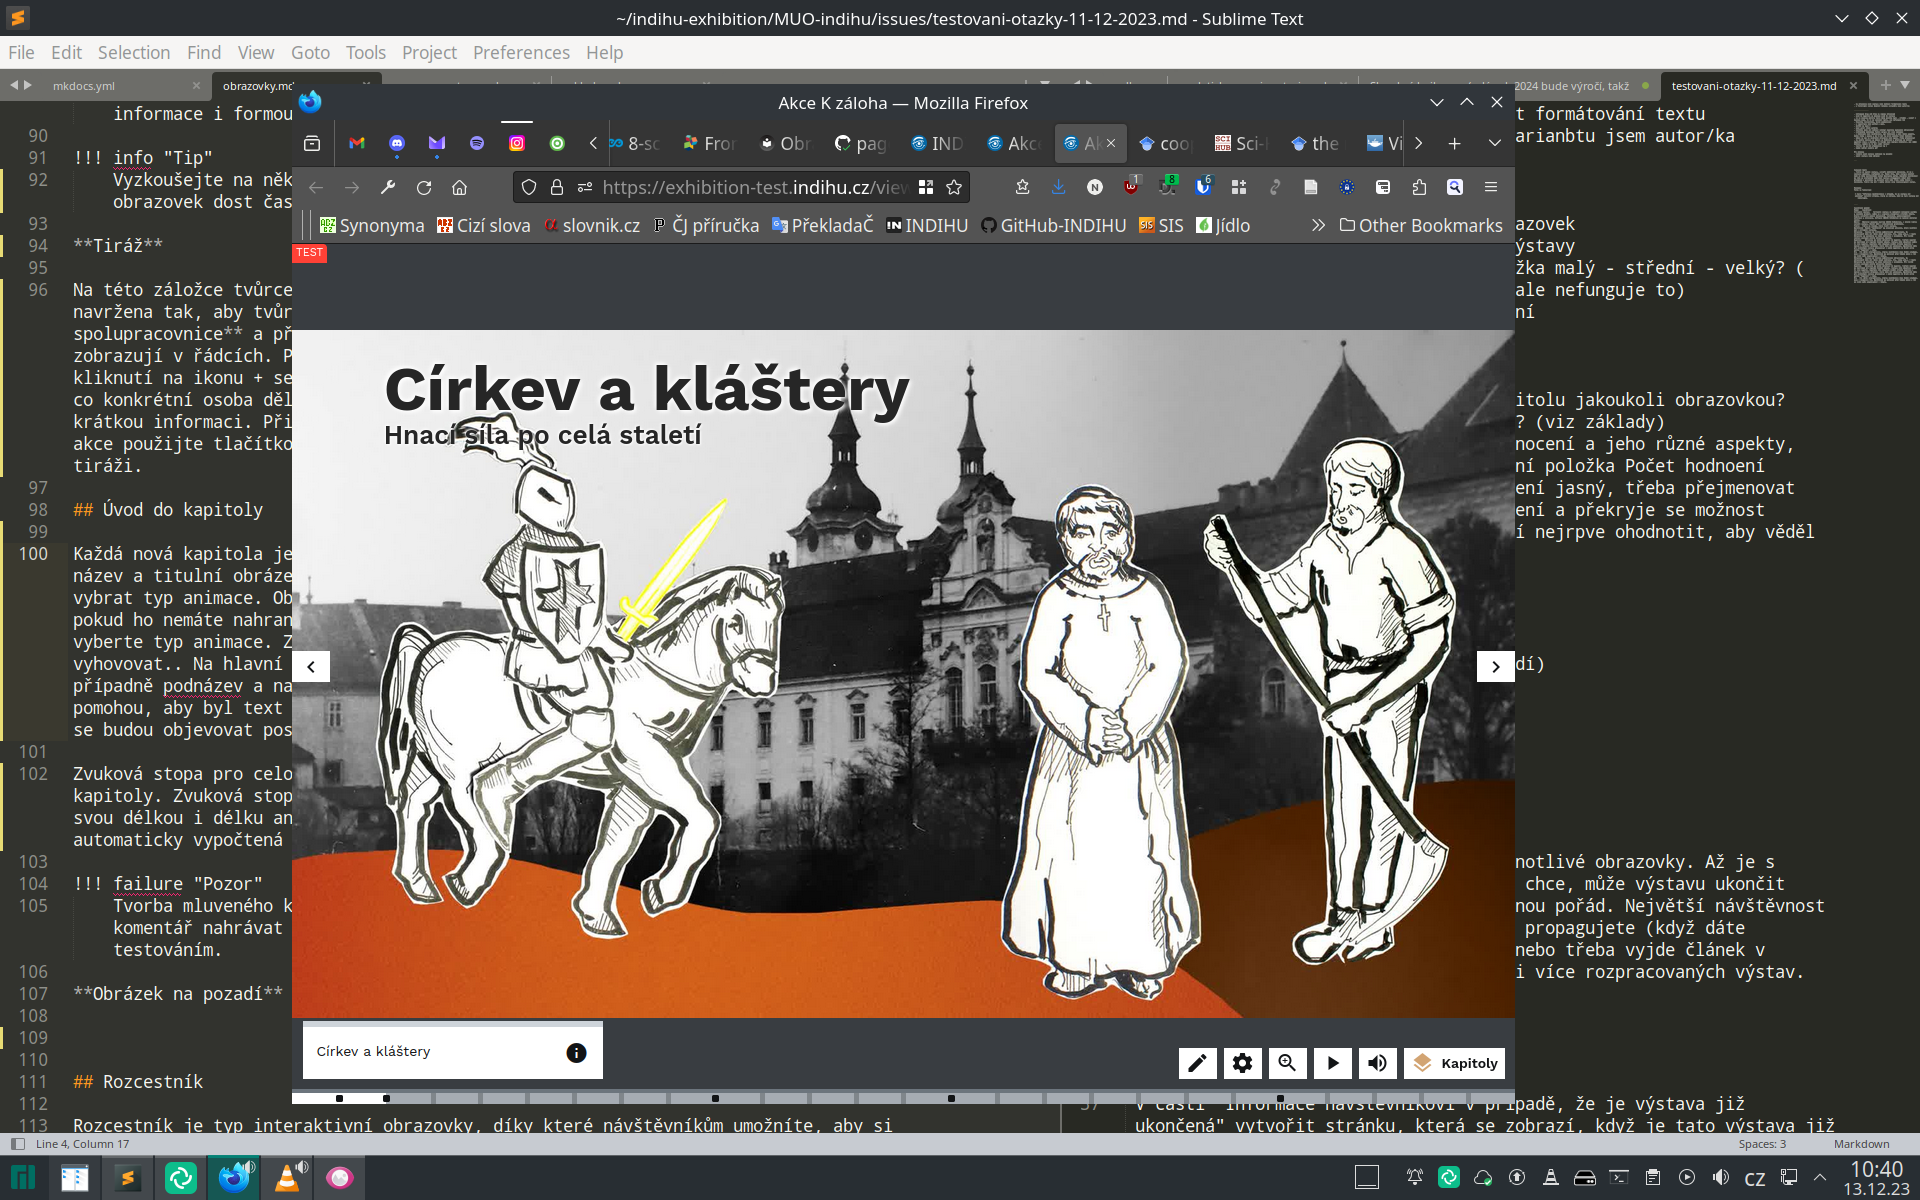 ~/indihu-exhibition/MUO-indihu/issues/testovani-otazky-11-12-2023.md - Sublime Text
File Edit Selection Find View Goto Tools Project Preferences Help
mkdocs.yml
obrazovky.md
2024 bude výročí, takž
testovani-otazky-11-12-2023.md
informace i formou
90
91 !!! info "Tip"
92 Vyzkoušejte na něk
obrazovek dost čas
93
94 **Tiráž**
95
96 Na této záložce tvůrce
navržena tak, aby tvůr
spolupracovnice** a př
zobrazují v řádcích. P
kliknutí na ikonu + se
co konkrétní osoba děl
krátkou informaci. Při
akce použijte tlačítko
tiráži.
97
98 ## Úvod do kapitoly
99
100 Každá nová kapitola je
název a titulní obráze
vybrat typ animace. Ob
pokud ho nemáte nahran
vyberte typ animace. Z
vyhovovat.. Na hlavní
případně podnázev a na
pomohou, aby byl text
se budou objevovat pos
101
102 Zvuková stopa pro celo
kapitoly. Zvuková stop
svou délkou i délku an
automaticky vypočtená
103
104 !!! failure "Pozor"
105 Tvorba mluveného k
komentář nahrávat
testováním.
106
107 **Obrázek na pozadí**
108
109
110
111 ## Rozcestník
112
113 Rozcestník je typ interaktivní obrazovky, díky které návštěvníkům umožníte, aby si
Akce K záloha — Mozilla Firefox
8-sc Fror Obr pag IND Akc Ak coo Sci-H the Vi
https://exhibition-test.indihu.cz/view
1 8 6
Synonyma Cizí slova slovnik.cz ČJ příručka PřekladaČ INDIHU GitHub-INDIHU SIS Jídlo Other Bookmarks
TEST
Církev a kláštery
Hnací síla po celá staletí
Církev a kláštery
Kapitoly
t formátování textu
arianbtu jsem autor/ka
azovek
ýstavy
žka malý - střední - velký? (
ale nefunguje to)
ní
itolu jakoukoli obrazovkou?
? (viz základy)
nocení a jeho různé aspekty,
ní položka Počet hodnoení
ení jasný, třeba přejmenovat
ení a překryje se možnost
í nejrpve ohodnotit, aby věděl
dí)
notlivé obrazovky. Až je s
chce, může výstavu ukončit
nou pořád. Největší návštěvnost
propagujete (když dáte
nebo třeba vyjde článek v
i více rozpracovaných výstav.
57 V části "Informace návštěvníkovi v případě, že je výstava již
ukončená" vytvořit stránku, která se zobrazí, když je tato výstava již
Line 4, Column 17
Spaces: 3
Markdown
CZ
10:40
13.12.23